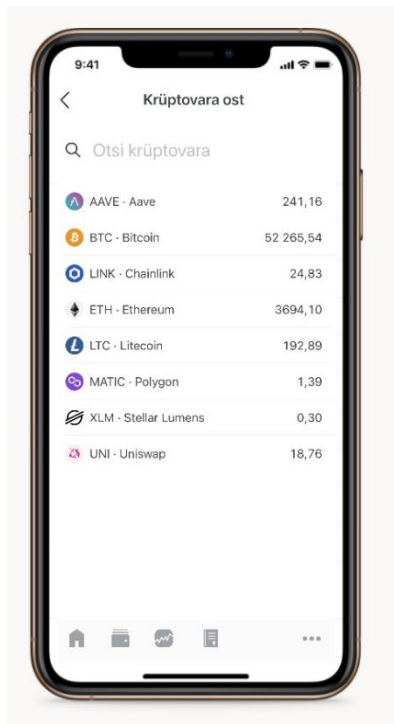 9:41
Krüptovara ost
Otsi krüptovara
AAVE · Aave 241,16
BTC · Bitcoin 52 265,54
LINK · Chainlink 24,83
ETH · Ethereum 3694,10
LTC · Litecoin 192,89
MATIC · Polygon 1,39
XLM · Stellar Lumens 0,30
UNI · Uniswap 18,76